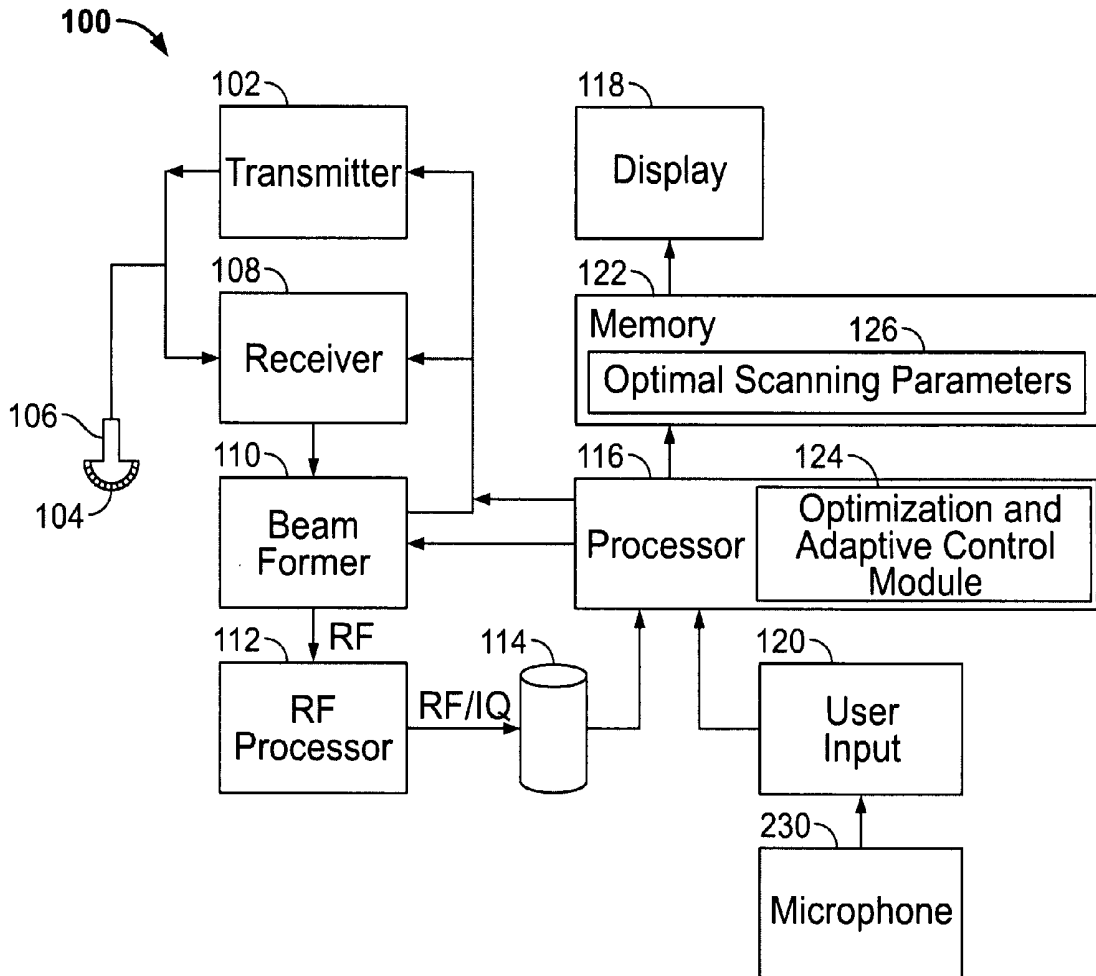 100
102
118
Transmitter
Display
108
122
Receiver
Memory
126
Optimal Scanning Parameters
106
104
110
116
124
Beam
Former
Processor
Optimization and
Adaptive Control
Module
RF
112
114
120
RF
Processor
RF/IQ
User
Input
230
Microphone